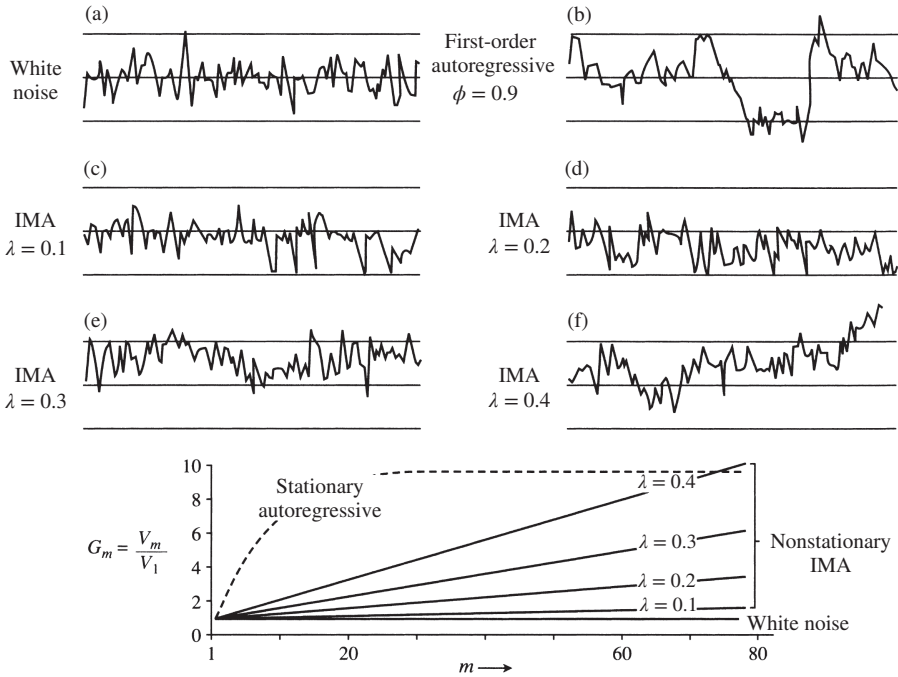 (a)
White
noise
(b)
First-order
autoregressive
ϕ = 0.9
(c)
IMA
λ = 0.1
(d)
IMA
λ = 0.2
(e)
IMA
λ = 0.3
(f)
IMA
λ = 0.4
10
8
6
4
2
0
G_m = V_m / V_1
Stationary
autoregressive
λ = 0.4
λ = 0.3
λ = 0.2
λ = 0.1
Nonstationary
IMA
White noise
1
20
60
80
m →